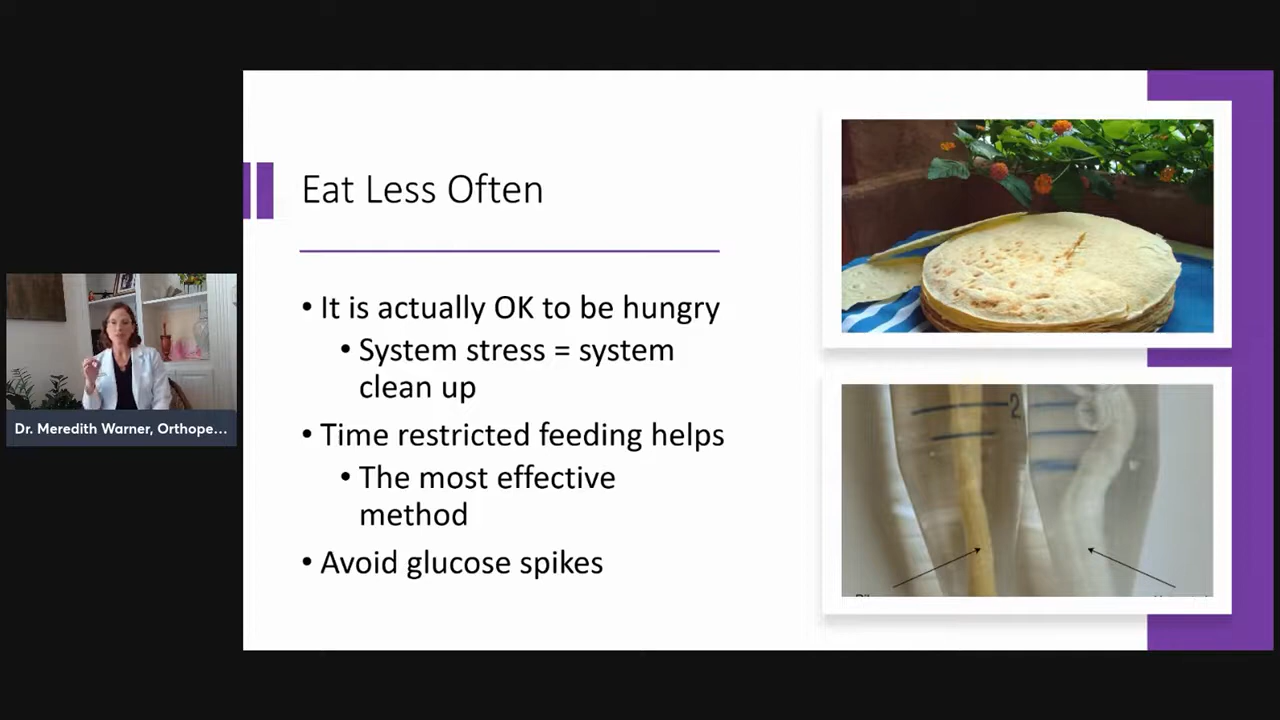 Eat Less Often
• It is actually OK to be hungry
• System stress = system
clean up
• Time restricted feeding helps
• The most effective
method
• Avoid glucose spikes
2
Dr. Meredith Warner, Orthope...